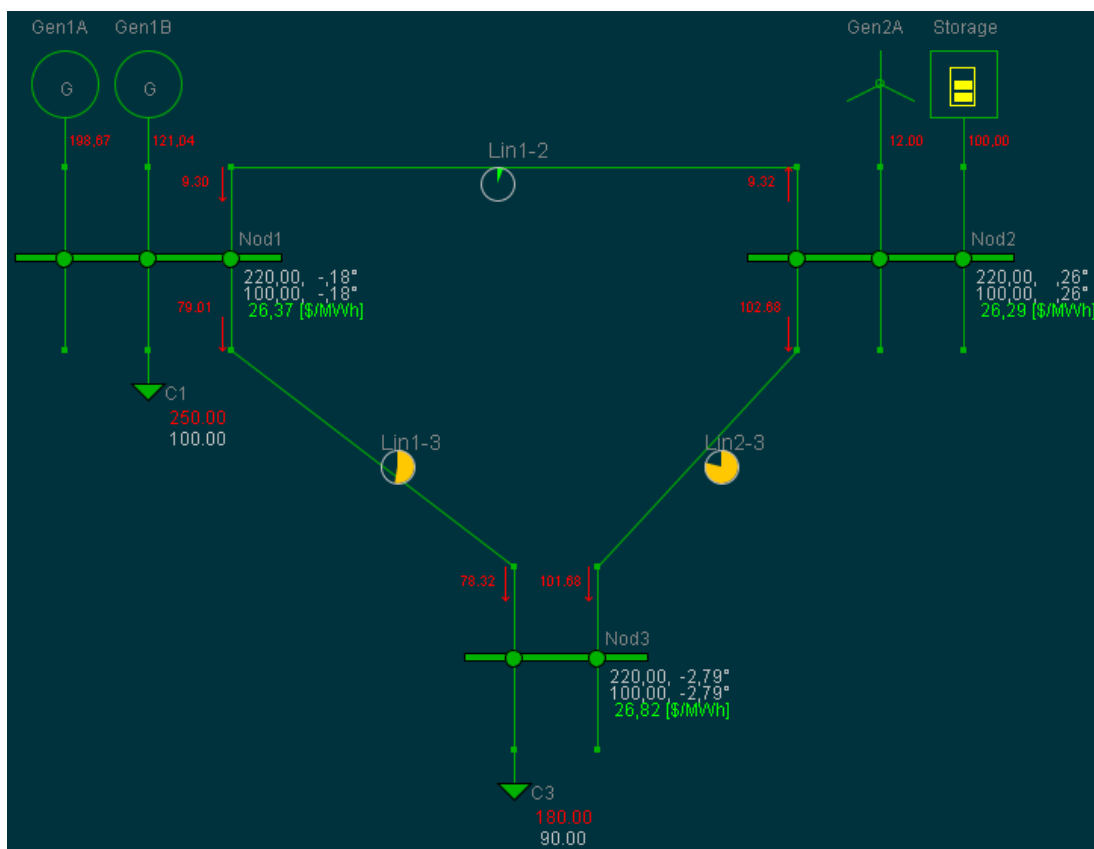 Gen1A Gen1B Gen2A Storage
G G
198,67 121,04 12.00 100,00
Lin1-2
9.30 9.32
Nod1 Nod2
220,00, -,18° 220,00, ,26°
100,00, -,18° 100,00, ,26°
26,37 [$/MWh] 26,29 [$/MWh]
79.01 102.68
C1
250.00
100.00
Lin1-3 Lin2-3
78.32 101.68
Nod3
220,00, -2,79°
100,00, -2,79°
26,82 [$/MWh]
C3
180.00
90.00